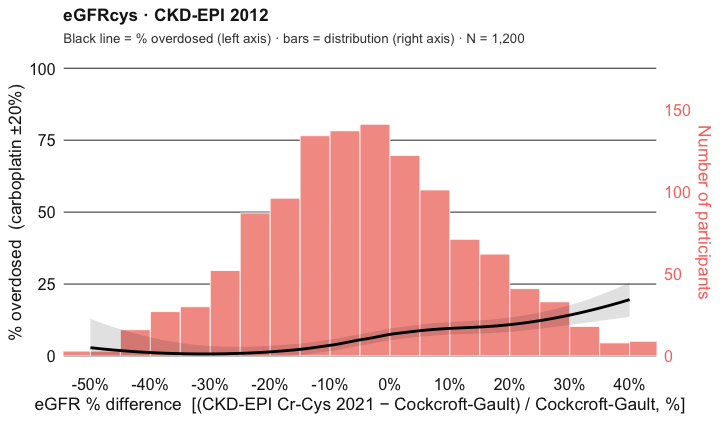 eGFRcys · CKD-EPI 2012
Black line = % overdosed (left axis) · bars = distribution (right axis) · N = 1,200
% overdosed (carboplatin ±20%)
100
75
50
25
0
150
100
50
0
Number of participants
-50% -40% -30% -20% -10% 0% 10% 20% 30% 40%
eGFR % difference [(CKD-EPI Cr-Cys 2021 − Cockcroft-Gault) / Cockcroft-Gault, %]